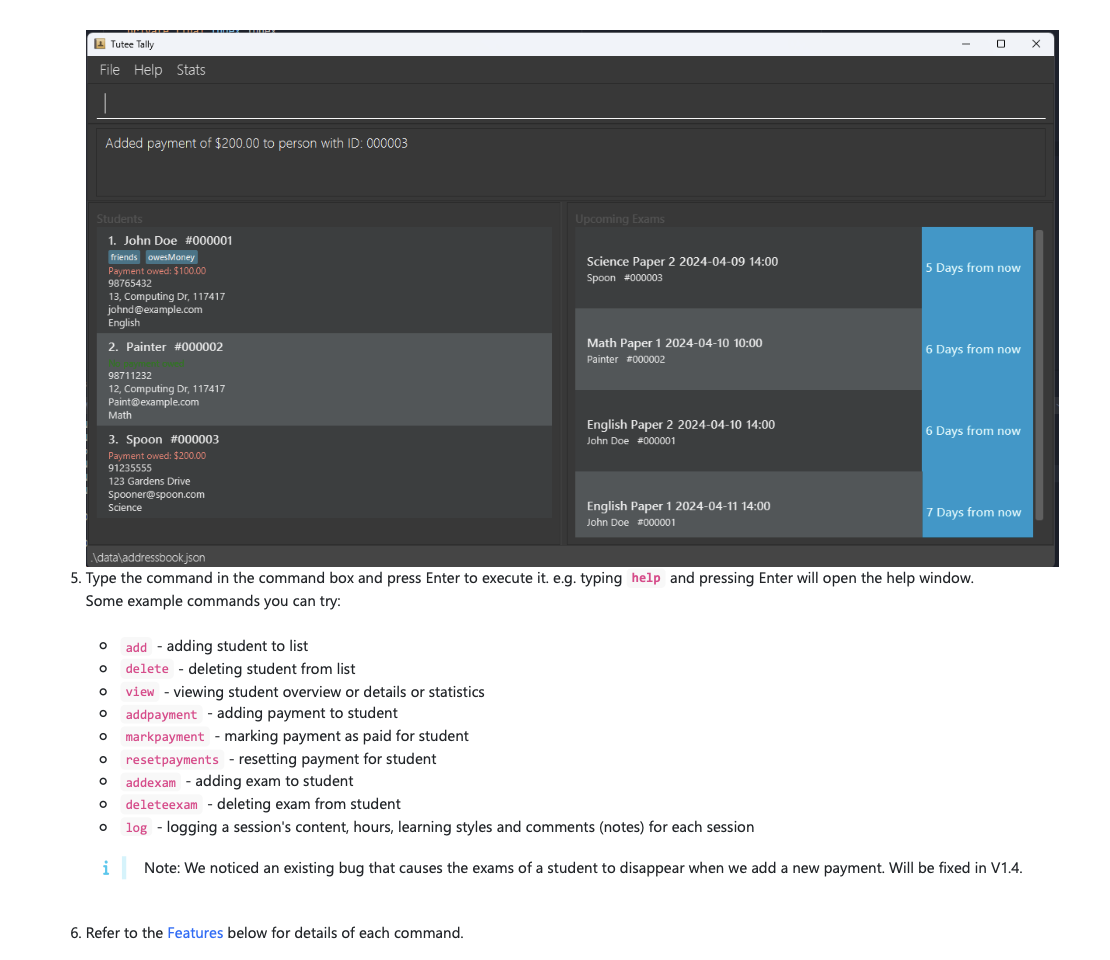 Tutee Tally
File Help Stats
Added payment of $200.00 to person with ID: 000003
Students
1. John Doe #000001
friends owesMoney
Payment owed: $100.00
98765432
13, Computing Dr, 117417
johnd@example.com
English
2. Painter #000002
98711232
12, Computing Dr, 117417
Paint@example.com
Math
3. Spoon #000003
Payment owed: $200.00
91235555
123 Gardens Drive
Spooner@spoon.com
Science
Upcoming Exams
Science Paper 2 2024-04-09 14:00
Spoon #000003
5 Days from now
Math Paper 1 2024-04-10 10:00
Painter #000002
6 Days from now
English Paper 2 2024-04-10 14:00
John Doe #000001
6 Days from now
English Paper 1 2024-04-11 14:00
John Doe #000001
7 Days from now
.\data\addressbook.json
5. Type the command in the command box and press Enter to execute it. e.g. typing help and pressing Enter will open the help window.
Some example commands you can try:
add - adding student to list
delete - deleting student from list
view - viewing student overview or details or statistics
addpayment - adding payment to student
markpayment - marking payment as paid for student
resetpayments - resetting payment for student
addexam - adding exam to student
deleteexam - deleting exam from student
log - logging a session's content, hours, learning styles and comments (notes) for each session
i Note: We noticed an existing bug that causes the exams of a student to disappear when we add a new payment. Will be fixed in V1.4.
6. Refer to the Features below for details of each command.